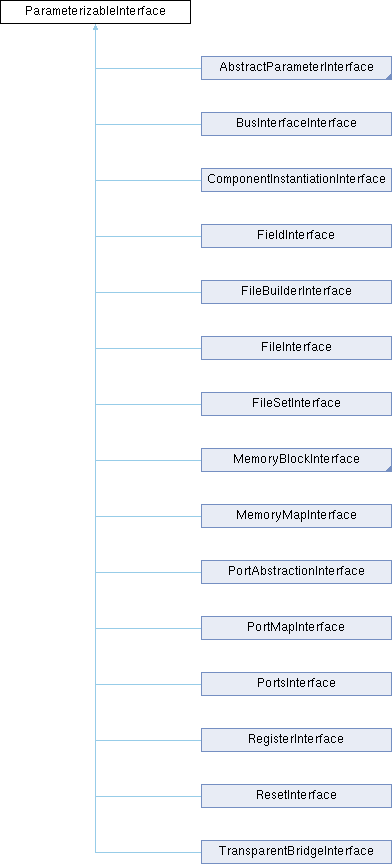 ParameterizableInterface
AbstractParameterInterface
BusInterfaceInterface
ComponentInstantiationInterface
FieldInterface
FileBuilderInterface
FileInterface
FileSetInterface
MemoryBlockInterface
MemoryMapInterface
PortAbstractionInterface
PortMapInterface
PortsInterface
RegisterInterface
ResetInterface
TransparentBridgeInterface